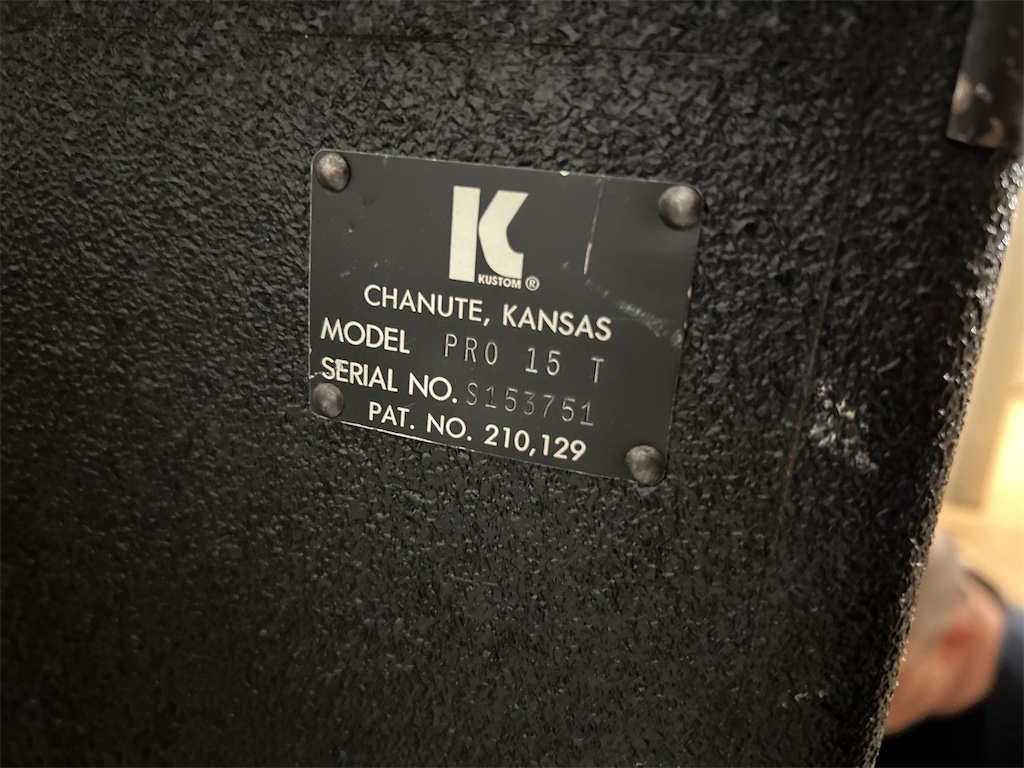 K
KUSTOM ®
CHANUTE, KANSAS
MODEL PRO 15 T
SERIAL NO. S153751
PAT. NO. 210,129